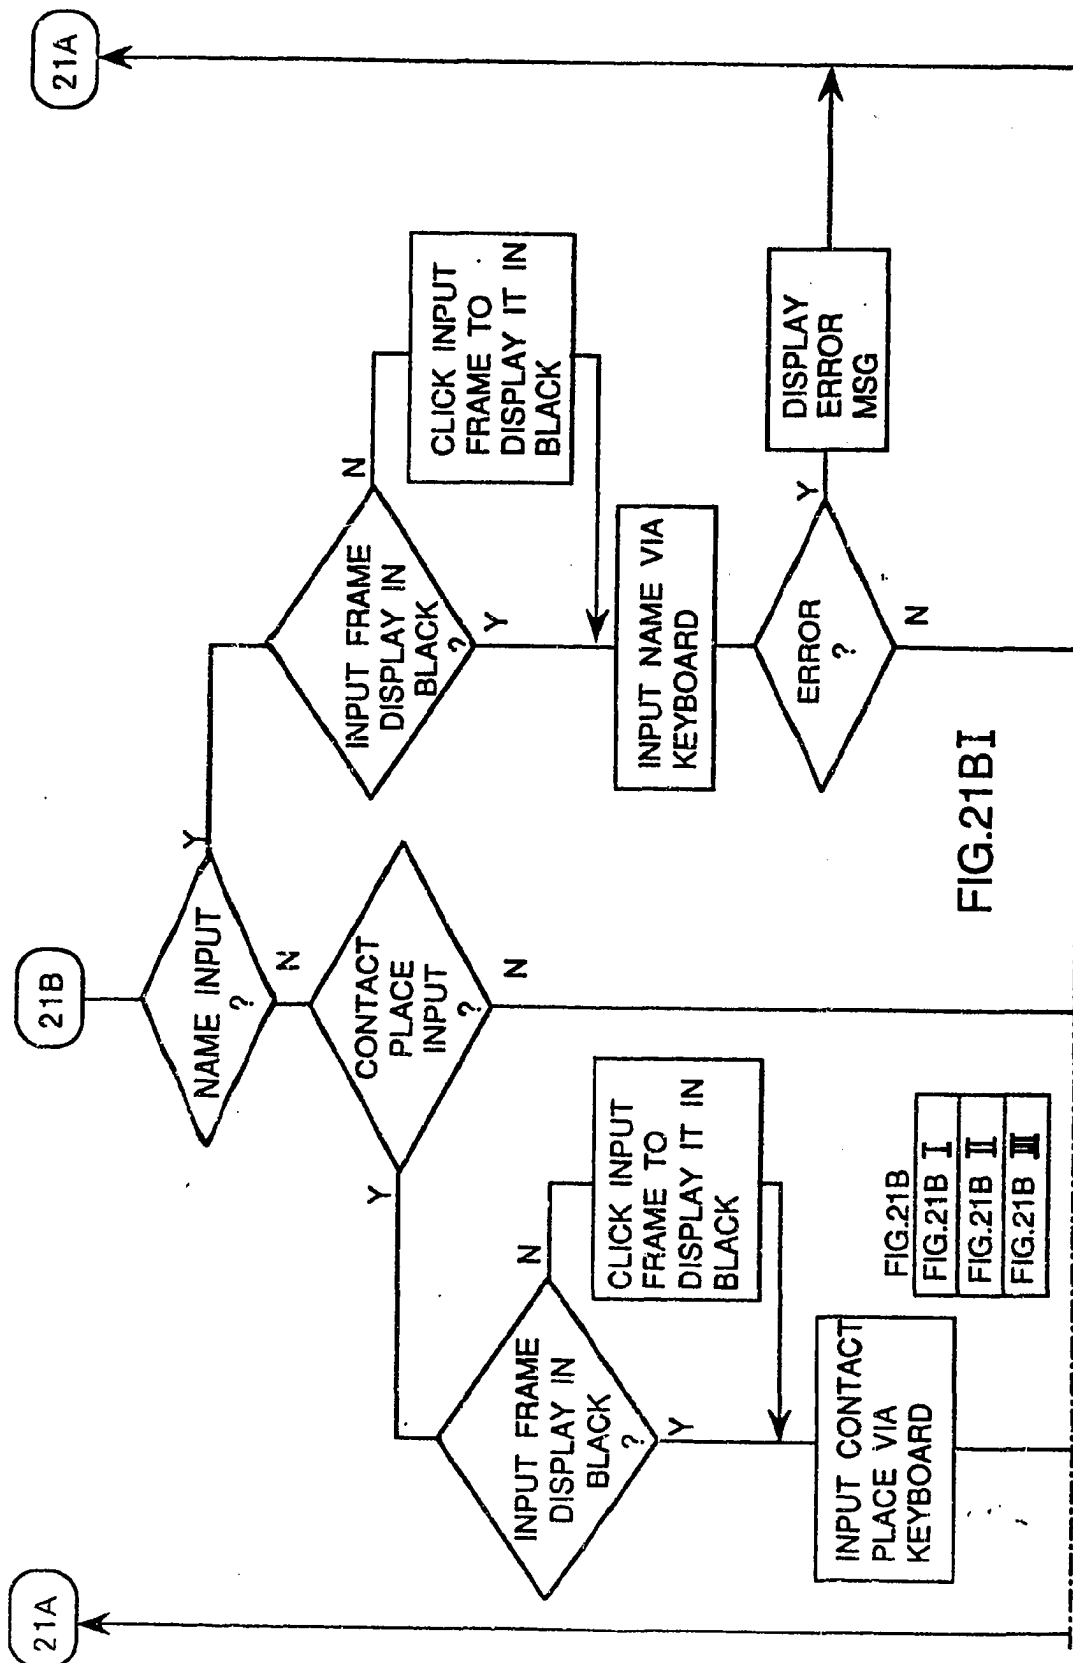 21A
21B
21A
NAME INPUT
?
Y
N
CONTACT
PLACE
INPUT
?
Y
N
INPUT FRAME
DISPLAY IN
BLACK
?
N
Y
CLICK INPUT
FRAME TO
DISPLAY IT IN
BLACK
INPUT CONTACT
PLACE VIA
KEYBOARD
INPUT FRAME
DISPLAY IN
BLACK
?
N
Y
CLICK INPUT
FRAME TO
DISPLAY IT IN
BLACK
INPUT NAME VIA
KEYBOARD
ERROR
?
Y
N
DISPLAY
ERROR
MSG
FIG.21B
FIG.21B I
FIG.21B II
FIG.21B III
FIG.21BI